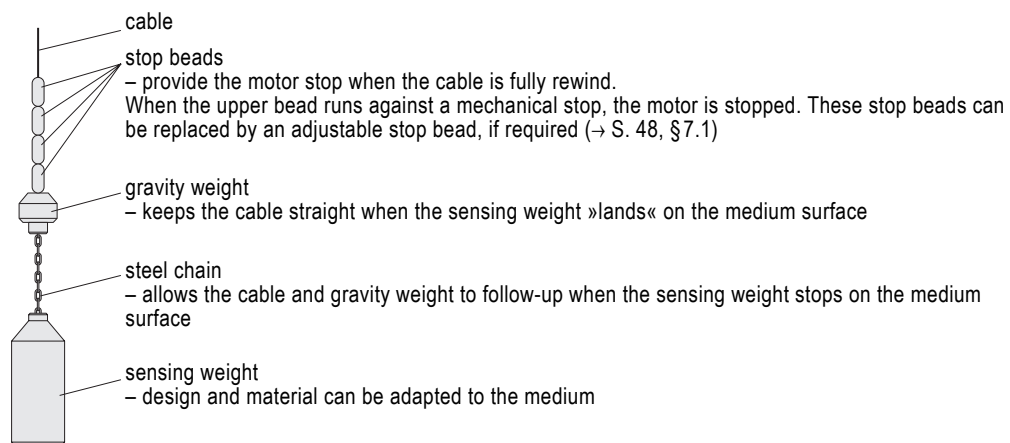 cable
stop beads
– provide the motor stop when the cable is fully rewind.
When the upper bead runs against a mechanical stop, the motor is stopped. These stop beads can
be replaced by an adjustable stop bead, if required (→ S. 48, §7.1)
gravity weight
– keeps the cable straight when the sensing weight »lands« on the medium surface
steel chain
– allows the cable and gravity weight to follow-up when the sensing weight stops on the medium
surface
sensing weight
– design and material can be adapted to the medium